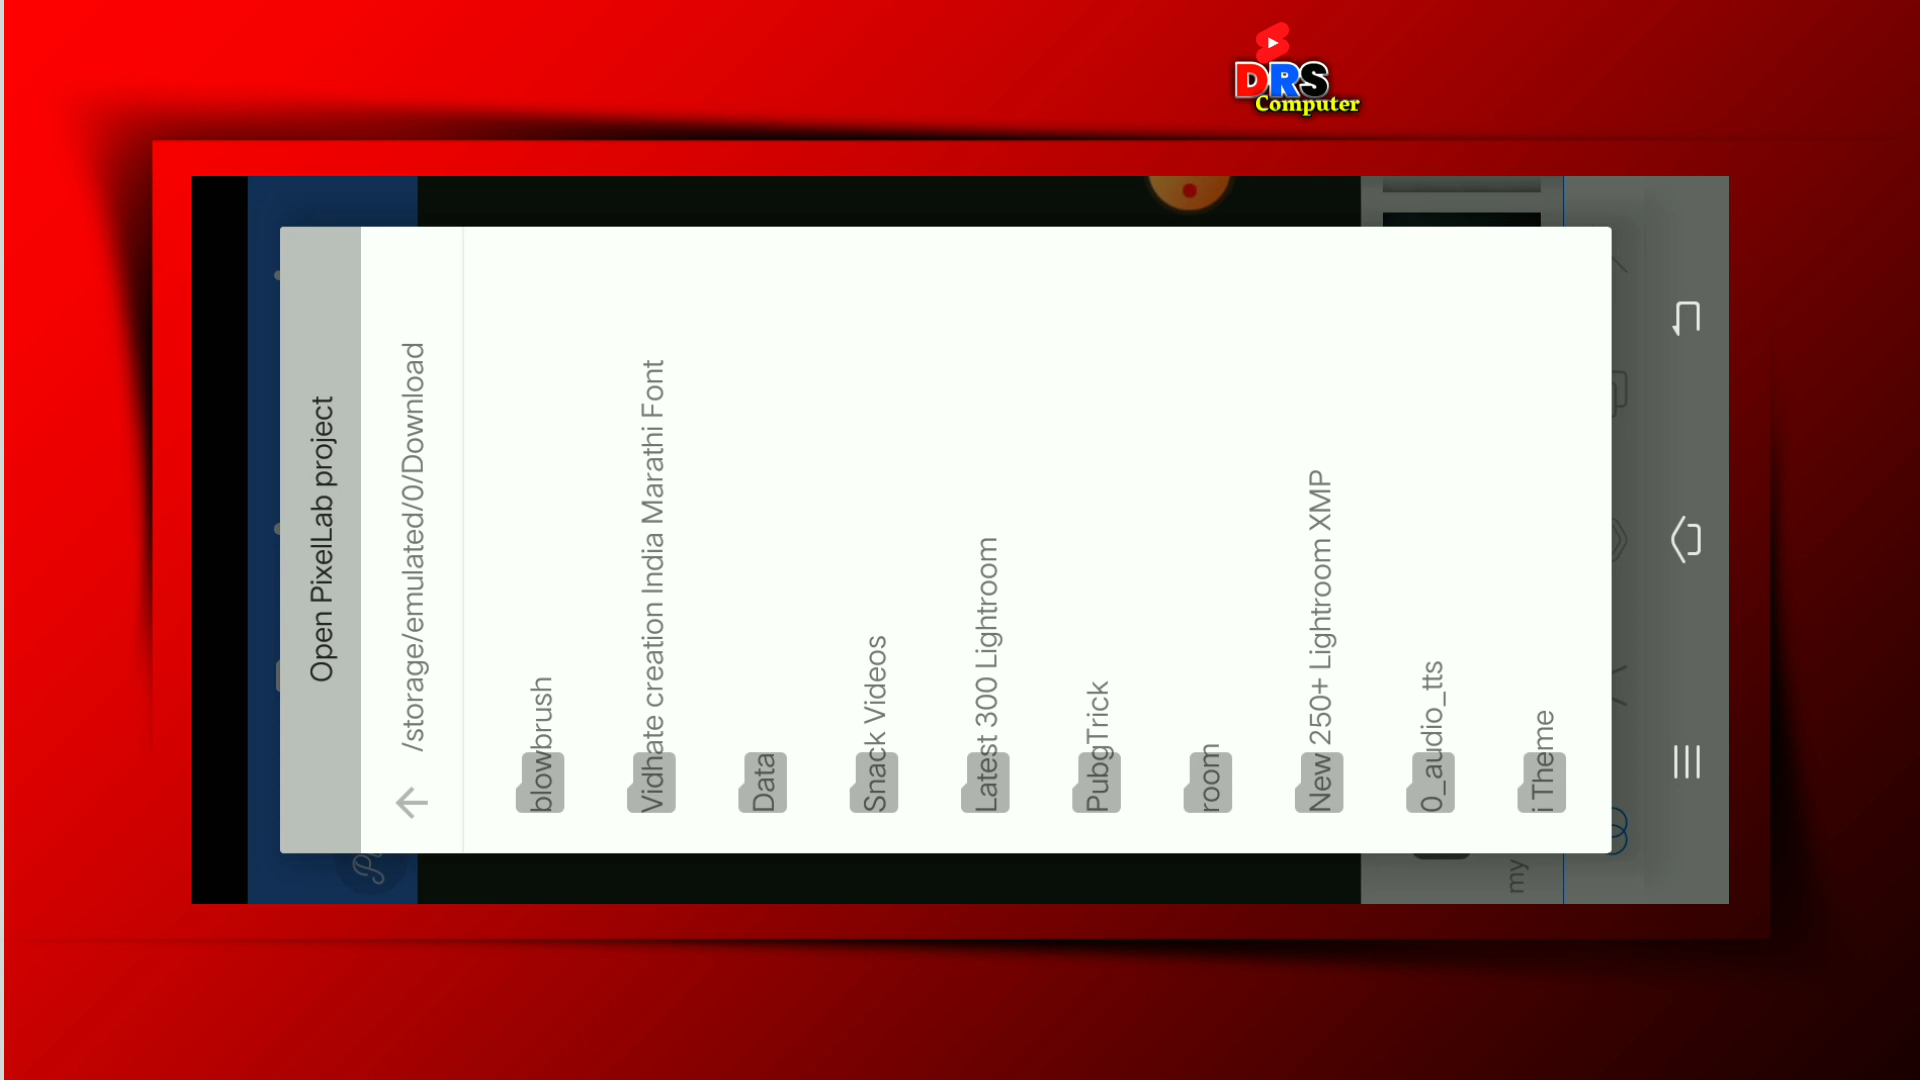 DRS
Computer
Open PixelLab project
/storage/emulated/0/Download
blowbrush
Vidhate creation India Marathi Font
Data
Snack Videos
Latest 300 Lightroom
PubgTrick
room
New 250+ Lightroom XMP
0_audio_tts
i Theme
my